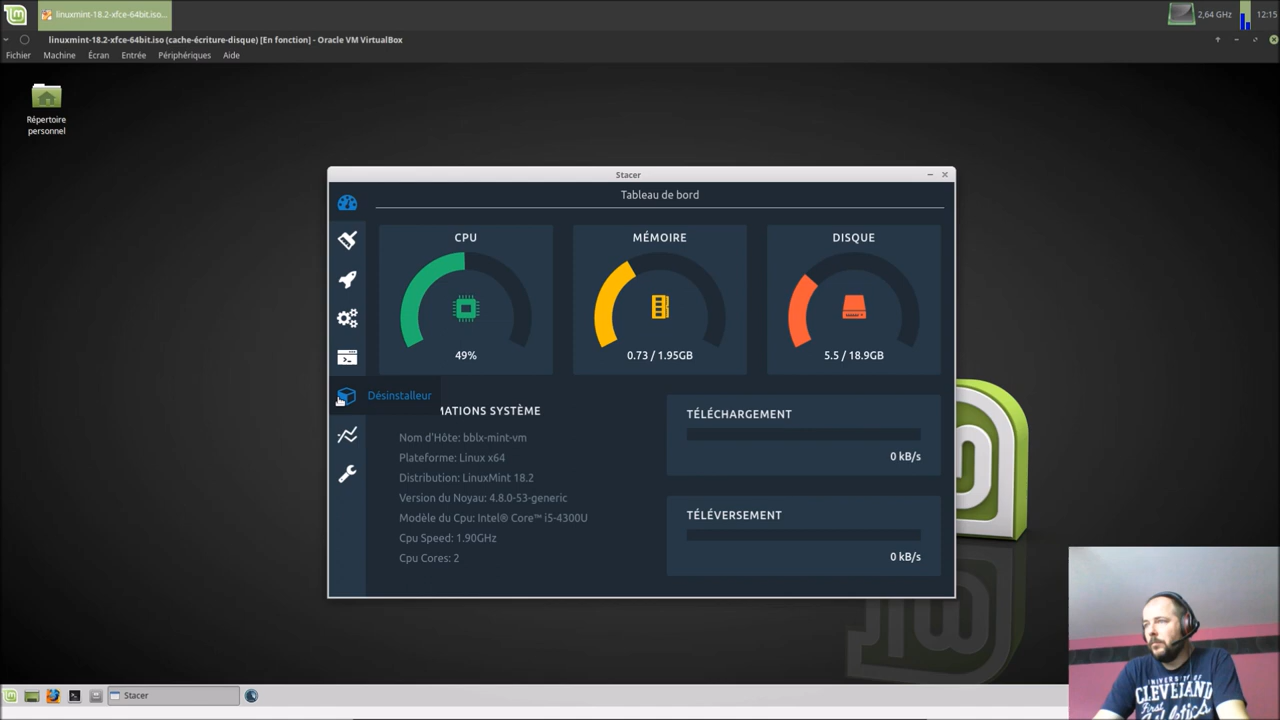 linuxmint-18.2-xfce-64bit.iso...
2,64 GHz
12:15
linuxmint-18.2-xfce-64bit.iso (cache-écriture-disque) [En fonction] - Oracle VM VirtualBox
Fichier Machine Écran Entrée Périphériques Aide
Répertoire
personnel
Stacer
Tableau de bord
CPU
49%
MÉMOIRE
0.73 / 1.95GB
DISQUE
5.5 / 18.9GB
Désinstalleur
MATIONS SYSTÈME
Nom d'Hôte: bblx-mint-vm
Plateforme: Linux x64
Distribution: LinuxMint 18.2
Version du Noyau: 4.8.0-53-generic
Modèle du Cpu: Intel® Core™ i5-4300U
Cpu Speed: 1.90GHz
Cpu Cores: 2
TÉLÉCHARGEMENT
0 kB/s
TÉLÉVERSEMENT
0 kB/s
Stacer
UNIVERSITY OF
CLEVELAND
First
Athletics